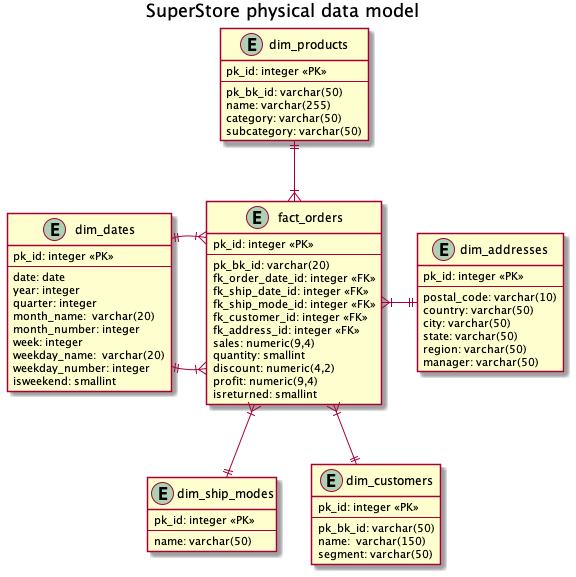 SuperStore physical data model
E dim_products
pk_id: integer «PK»
pk_bk_id: varchar(50)
name: varchar(255)
category: varchar(50)
subcategory: varchar(50)
E dim_dates
pk_id: integer «PK»
date: date
year: integer
quarter: integer
month_name: varchar(20)
month_number: integer
week: integer
weekday_name: varchar(20)
weekday_number: integer
isweekend: smallint
E fact_orders
pk_id: integer «PK»
pk_bk_id: varchar(20)
fk_order_date_id: integer «FK»
fk_ship_date_id: integer «FK»
fk_ship_mode_id: integer «FK»
fk_customer_id: integer «FK»
fk_address_id: integer «FK»
sales: numeric(9,4)
quantity: smallint
discount: numeric(4,2)
profit: numeric(9,4)
isreturned: smallint
E dim_addresses
pk_id: integer «PK»
postal_code: varchar(10)
country: varchar(50)
city: varchar(50)
state: varchar(50)
region: varchar(50)
manager: varchar(50)
E dim_ship_modes
pk_id: integer «PK»
name: varchar(50)
E dim_customers
pk_id: integer «PK»
pk_bk_id: varchar(50)
name: varchar(150)
segment: varchar(50)